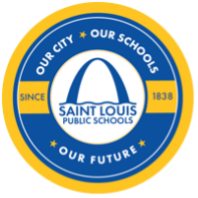 OUR CITY ★ OUR SCHOOLS
SINCE 1838
SAINT LOUIS
PUBLIC SCHOOLS
★ OUR FUTURE ★